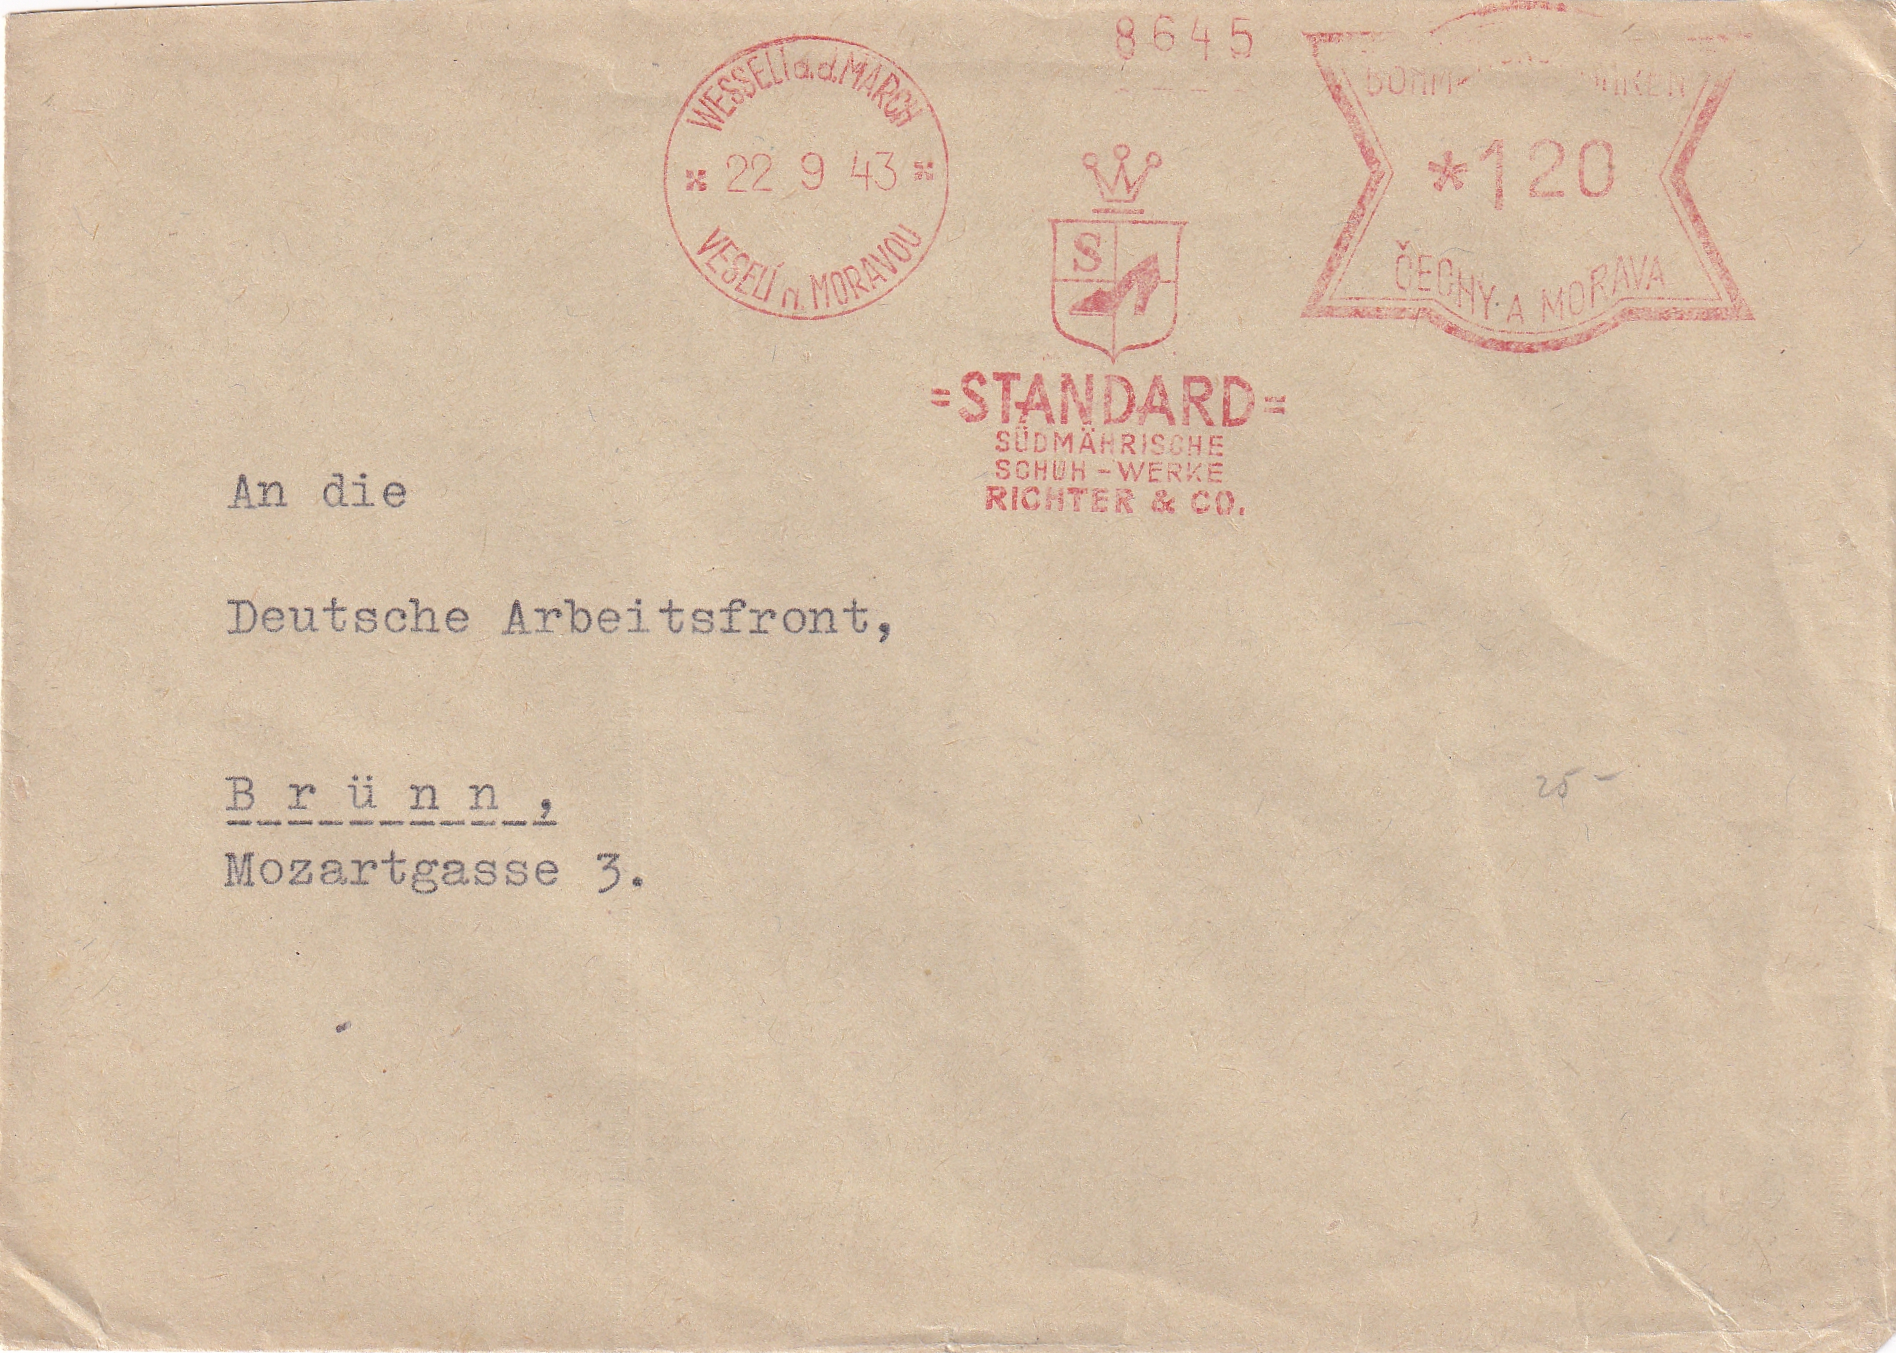 8645
WESSELI a.d. MARCH
22 9 43
VESELÍ n. MORAVOU
*120
ČECHY·A MORAVA
S
=STANDARD=
SÜDMÄHRISCHE
SCHUH-WERKE
RICHTER & CO.
An die
Deutsche Arbeitsfront,
Brünn,
Mozartgasse 3.
25-